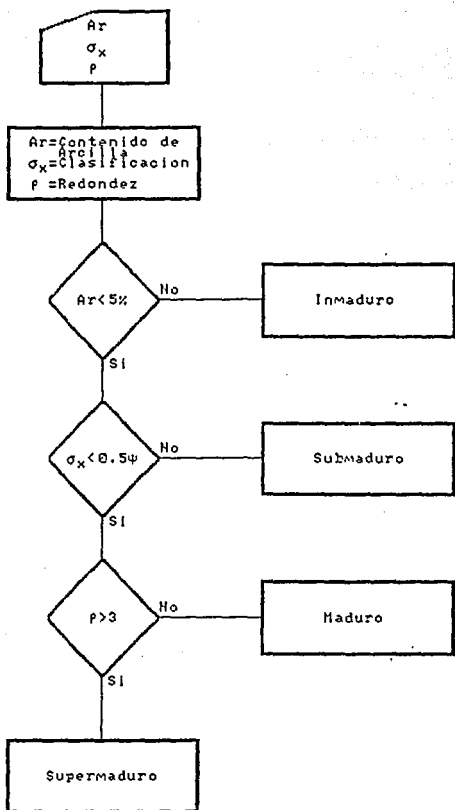 Ar
σx
ρ
Ar=Contenido de
Arcilla
σx=Clasificacion
ρ =Redondez
Ar<5%
No
Inmaduro
Si
σx<0.5ψ
No
Submaduro
Si
ρ>3
No
Maduro
Si
Supermaduro